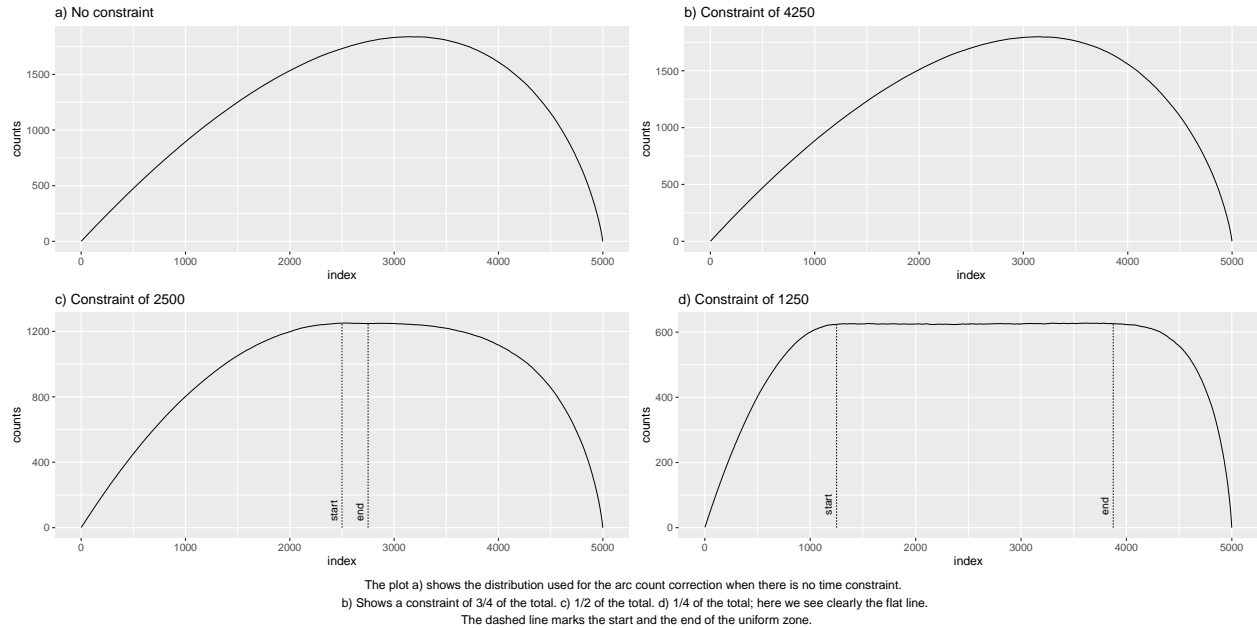 a) No constraint
1500
1000
500
0
counts
0 1000 2000 3000 4000 5000
index
b) Constraint of 4250
1500
1000
500
0
counts
0 1000 2000 3000 4000 5000
index
c) Constraint of 2500
1200
800
400
0
counts
start
end
0 1000 2000 3000 4000 5000
index
d) Constraint of 1250
600
400
200
0
counts
start
end
0 1000 2000 3000 4000 5000
index
The plot a) shows the distribution used for the arc count correction when there is no time constraint.
b) Shows a constraint of 3/4 of the total. c) 1/2 of the total. d) 1/4 of the total; here we see clearly the flat line.
The dashed line marks the start and the end of the uniform zone.